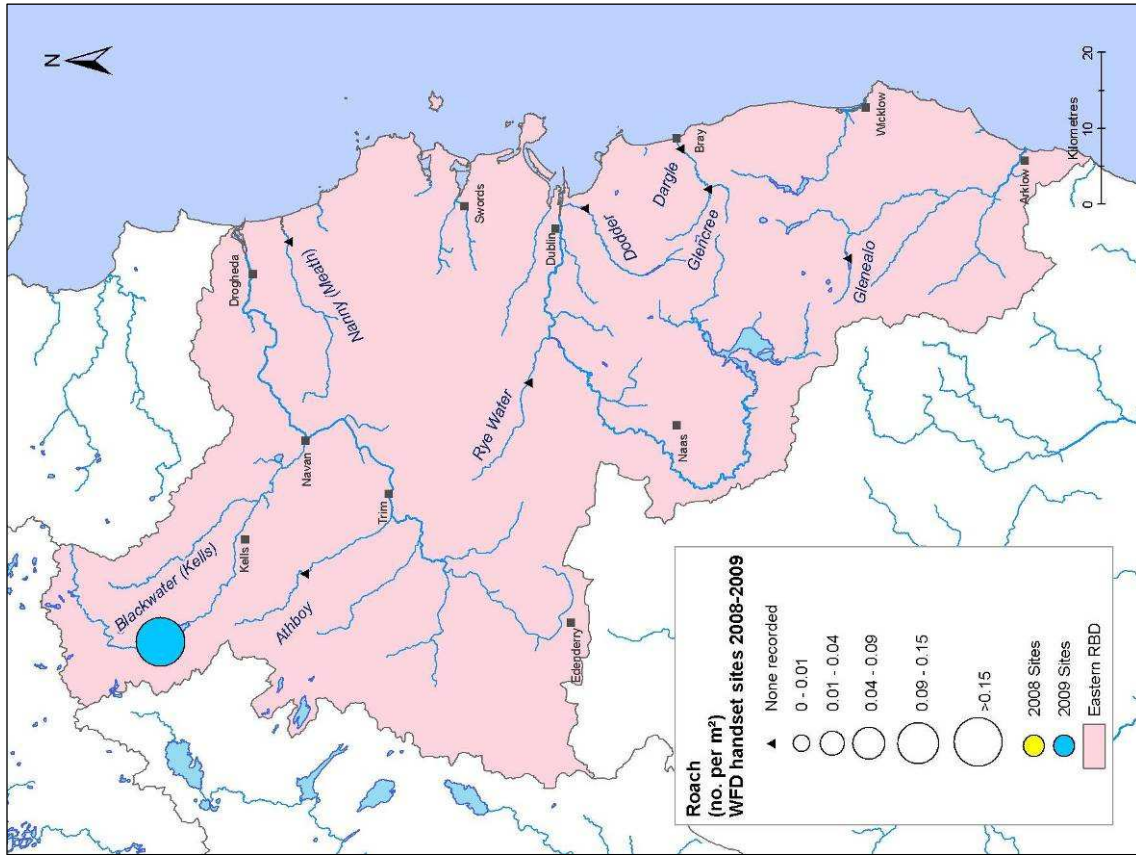 N
Blackwater (Kells)
Kells
Athboy
Navan
Trim
Edenderry
Drogheda
Nanny (Meath)
Rye Water
Naas
Swords
Dublin
Dodder
Dargle
Bray
Glencree
Glenealo
Wicklow
Arklow
0 10 20
Kilometres
Roach
(no. per m²)
WFD handset sites 2008-2009
None recorded
0 - 0.01
0.01 - 0.04
0.04 - 0.09
0.09 - 0.15
>0.15
2008 Sites
2009 Sites
Eastern RBD